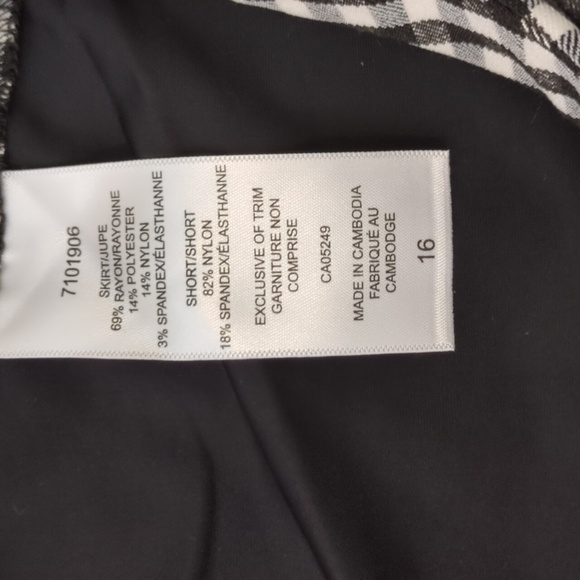 7101906
SKIRT/JUPE
69% RAYON/RAYONNE
14% POLYESTER
14% NYLON
3% SPANDEX/ÉLASTHANNE
SHORT/SHORT
82% NYLON
18% SPANDEX/ÉLASTHANNE
EXCLUSIVE OF TRIM
GARNITURE NON
COMPRISE
CA05249
MADE IN CAMBODIA
FABRIQUÉ AU
CAMBODGE
16